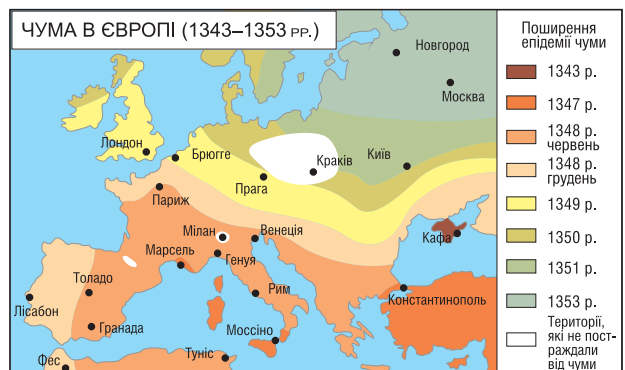 ЧУМА В ЄВРОПІ (1343–1353 РР.)
Новгород
Москва
Лондон
Брюгге
Краків
Київ
Прага
Париж
Мілан
Венеція
Кафа
Марсель
Генуя
Толадо
Рим
Константинополь
Лісабон
Гранада
Моссіно
Фес
Туніс
Поширення
епідемії чуми
1343 р.
1347 р.
1348 р.
червень
1348 р.
грудень
1349 р.
1350 р.
1351 р.
1353 р.
Території,
які не пост-
раждали
від чуми